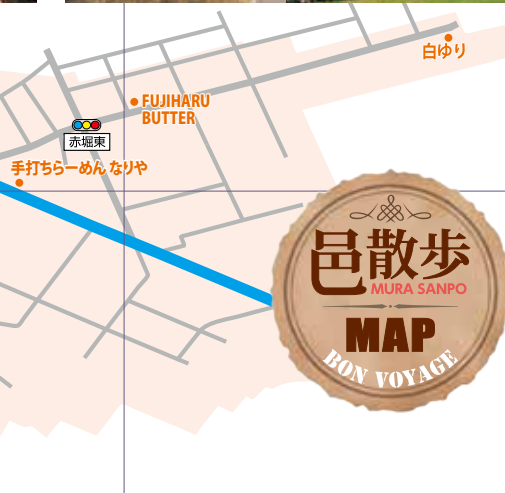 白ゆり
FUJIHARU
BUTTER
赤堀東
手打ちらーめん なりや
邑散歩
MURA SANPO
MAP
BON VOYAGE